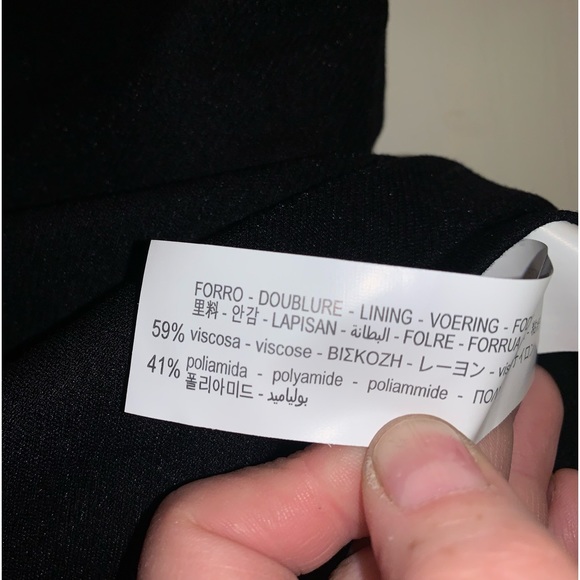 FORRO - DOUBLURE - LINING - VOERING -
里料 - 안감 - LAPISAN - البطانة - FOLRE - FORRUA
59% viscosa - viscose - ΒΙΣΚΟΖΗ - レーヨン -
41% poliamida - polyamide - poliammide -
폴리아미드 - بولياميد